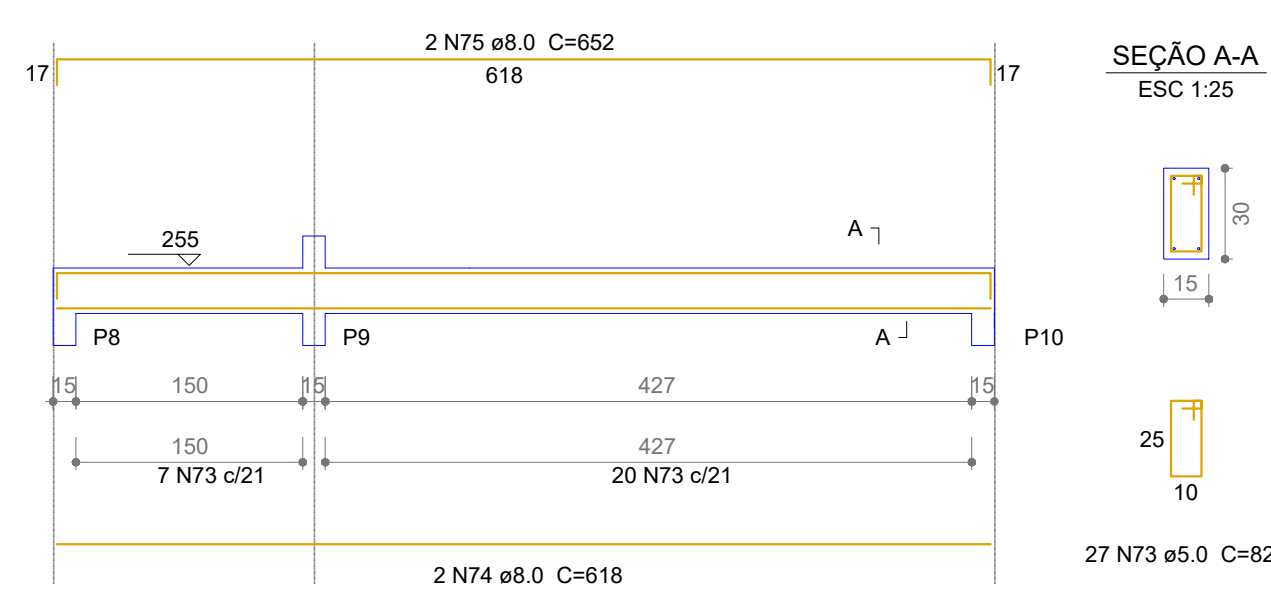 2 N75 ø8.0 C=652
17 618 17
SEÇÃO A-A
ESC 1:25
255
A
30
15
P8 P9 A P10
15 150 15 427 15
150 427
7 N73 c/21 20 N73 c/21
25
10
27 N73 ø5.0 C=82
2 N74 ø8.0 C=618